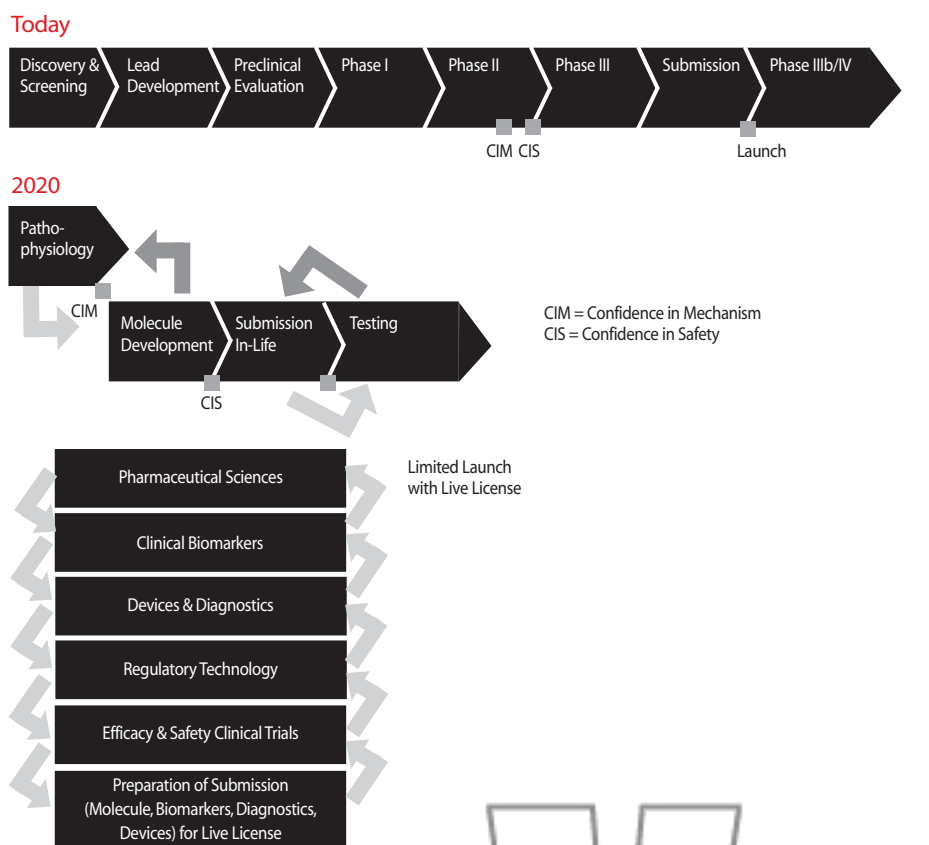 Today
Discovery &
Screening
Lead
Development
Preclinical
Evaluation
Phase I
Phase II
Phase III
Submission
Phase IIIb/IV
CIM CIS
Launch
2020
Patho-
physiology
CIM
Molecule
Development
Submission
In-Life
Testing
CIM = Confidence in Mechanism
CIS = Confidence in Safety
CIS
Limited Launch
with Live License
Pharmaceutical Sciences
Clinical Biomarkers
Devices & Diagnostics
Regulatory Technology
Efficacy & Safety Clinical Trials
Preparation of Submission
(Molecule, Biomarkers, Diagnostics,
Devices) for Live License